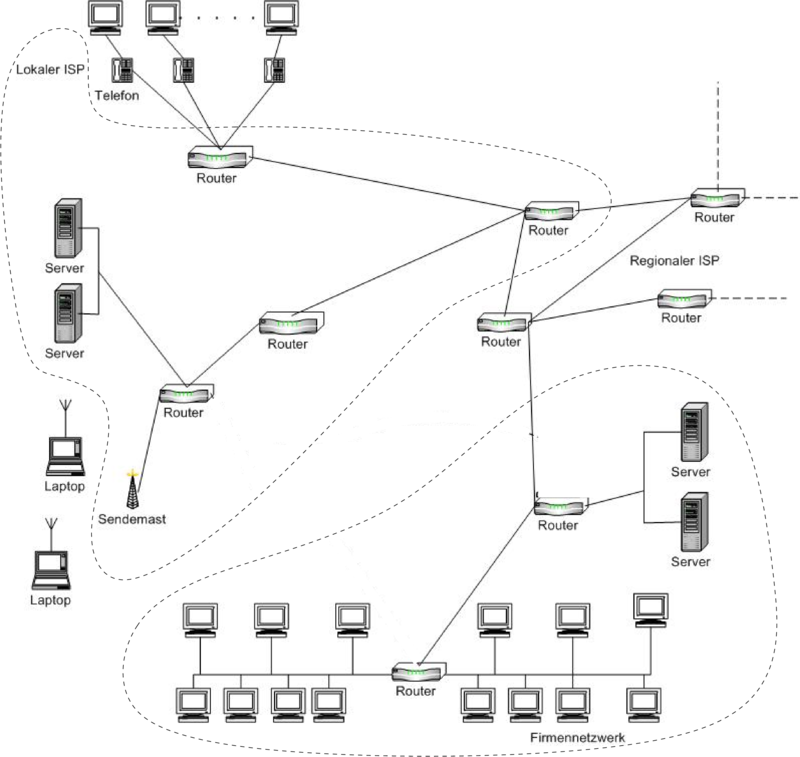 Lokaler ISP
Telefon
Router
Router
Router
Server
Regionaler ISP
Server
Router
Router
Router
Router
Laptop
Server
Sendemast
Router
Server
Laptop
Router
Firmennetzwerk